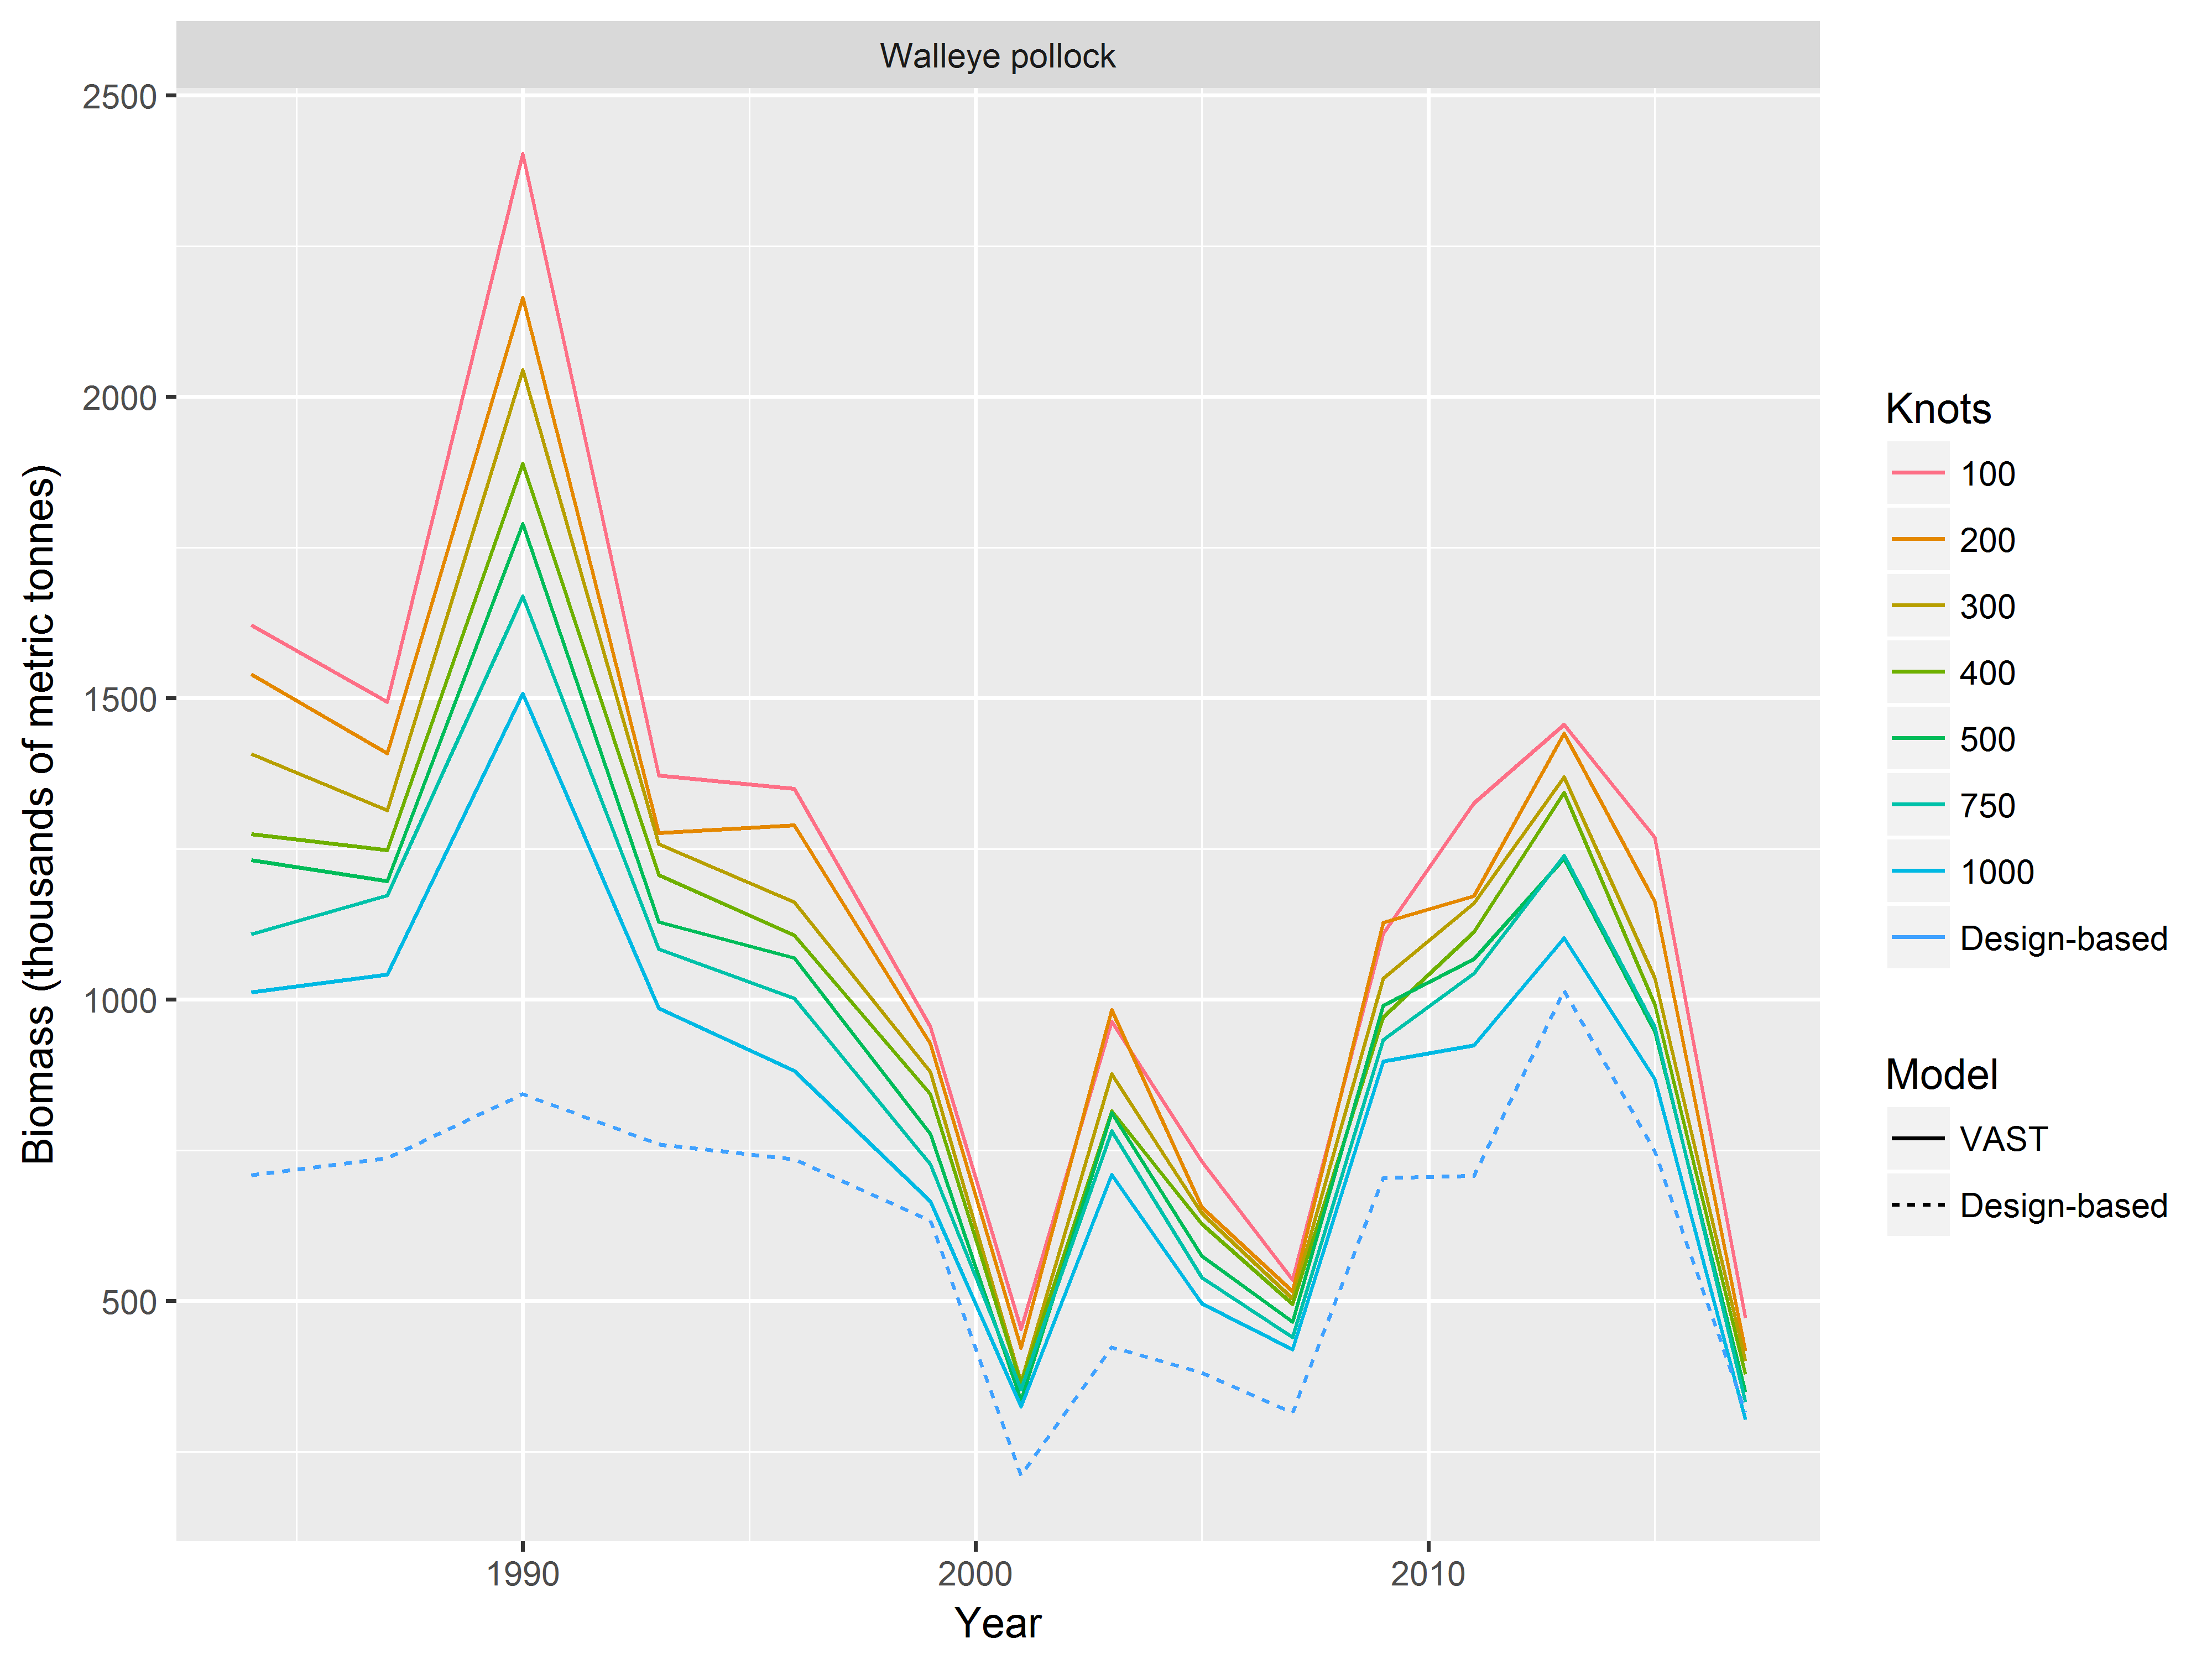 Walleye pollock
2500
2000
1500
1000
500
Biomass (thousands of metric tonnes)
1990
2000
2010
Year
Knots
100
200
300
400
500
750
1000
Design-based
Model
VAST
Design-based